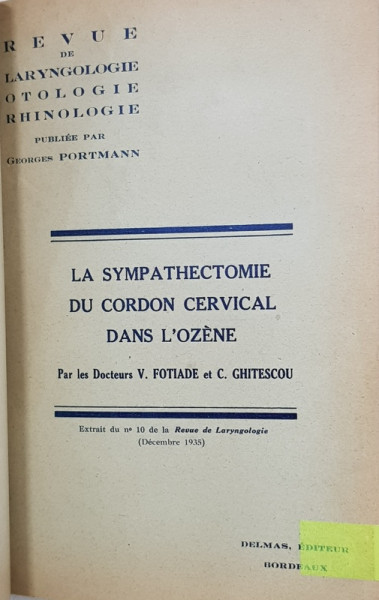 REVUE
DE
LARYNGOLOGIE
OTOLOGIE
RHINOLOGIE
PUBLIÉE PAR
GEORGES PORTMANN
LA SYMPATHECTOMIE
DU CORDON CERVICAL
DANS L'OZÈNE
Par les Docteurs V. FOTIADE et C. GHITESCOU
Extrait du nº 10 de la Revue de Laryngologie
(Décembre 1935)
DELMAS, ÉDITEUR
BORDEAUX